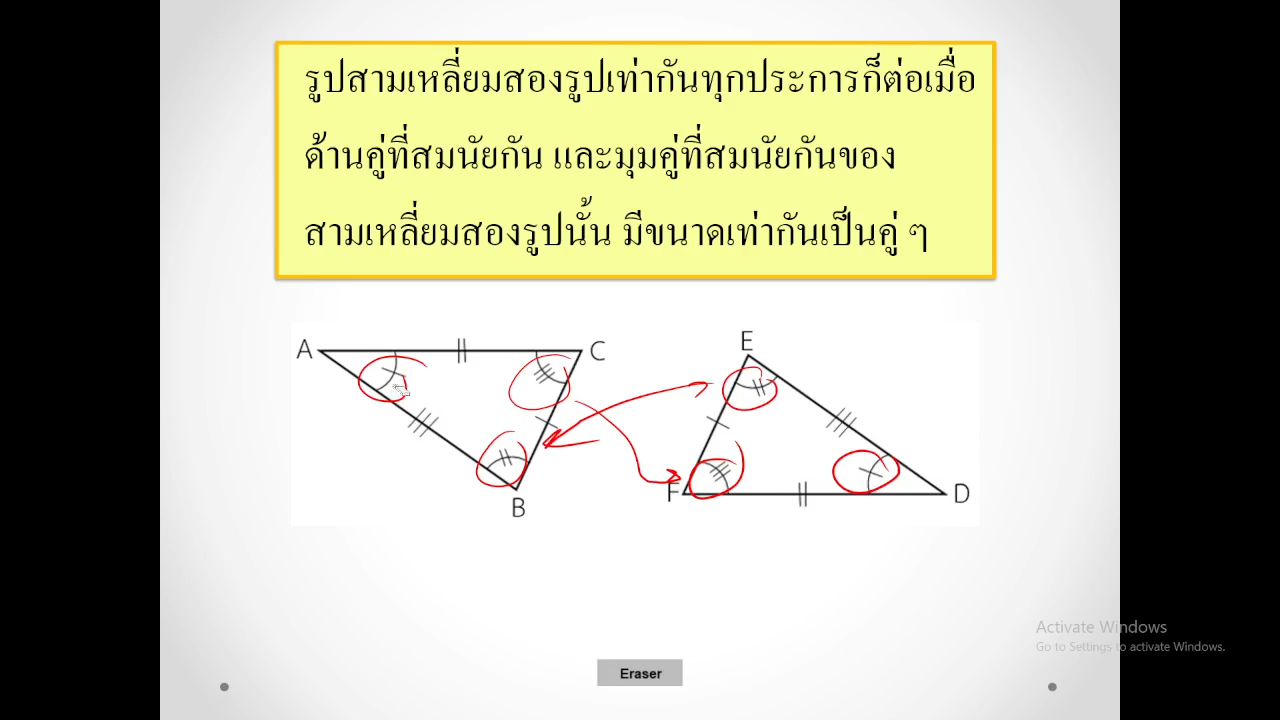 รูปสามเหลี่ยมสองรูปเท่ากันทุกประการก็ต่อเมื่อ
ด้านคู่ที่สมนัยกัน และมุมคู่ที่สมนัยกันของ
สามเหลี่ยมสองรูปนั้น มีขนาดเท่ากันเป็นคู่ ๆ
A
C
E
B
F
D
Activate Windows
Go to Settings to activate Windows.
Eraser